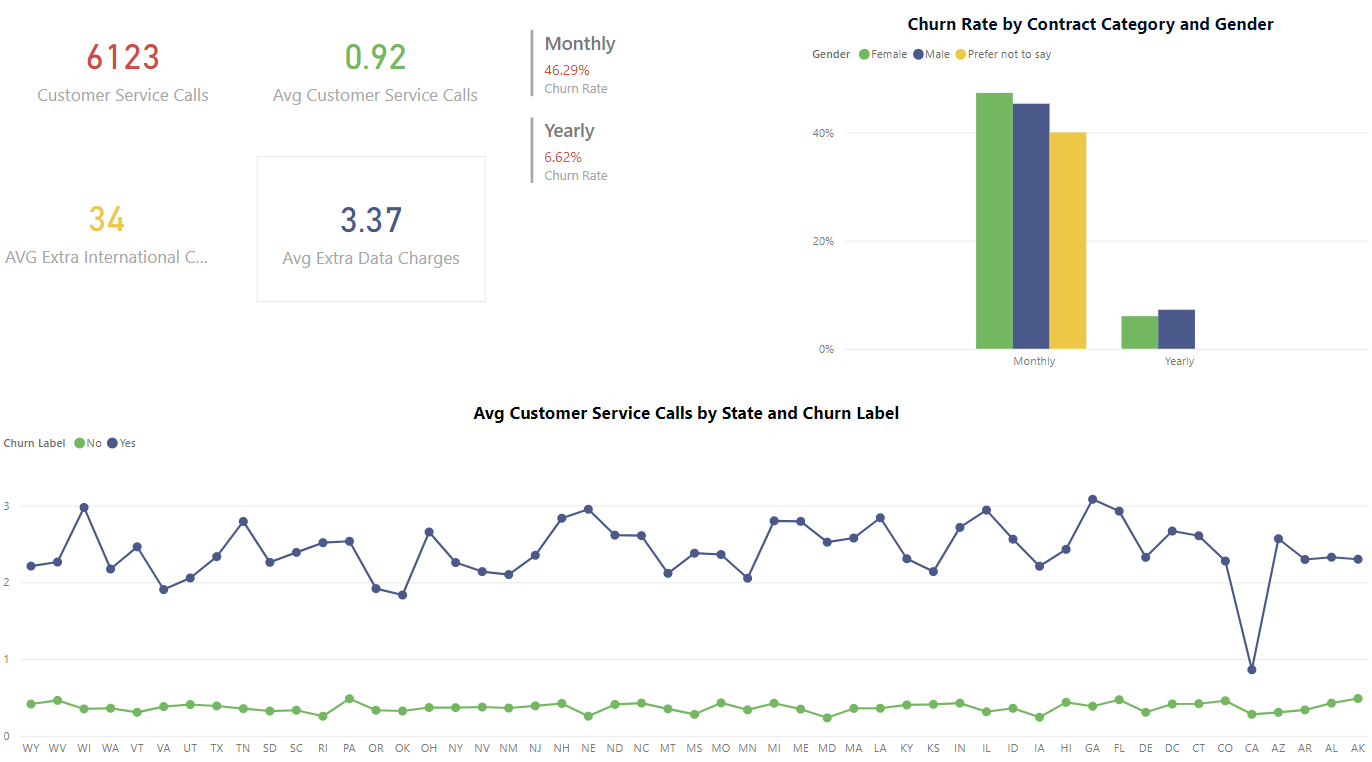 6123
Customer Service Calls
0.92
Avg Customer Service Calls
Monthly
46.29%
Churn Rate
Yearly
6.62%
Churn Rate
34
AVG Extra International C...
3.37
Avg Extra Data Charges
Churn Rate by Contract Category and Gender
Gender Female Male Prefer not to say
40%
20%
0%
Monthly Yearly
Avg Customer Service Calls by State and Churn Label
Churn Label No Yes
3
2
1
0
WY WV WI WA VT VA UT TX TN SD SC RI PA OR OK OH NY NV NM NJ NH NE ND NC MT MS MO MN MI ME MD MA LA KY KS IN IL ID IA HI GA FL DE DC CT CO CA AZ AR AL AK